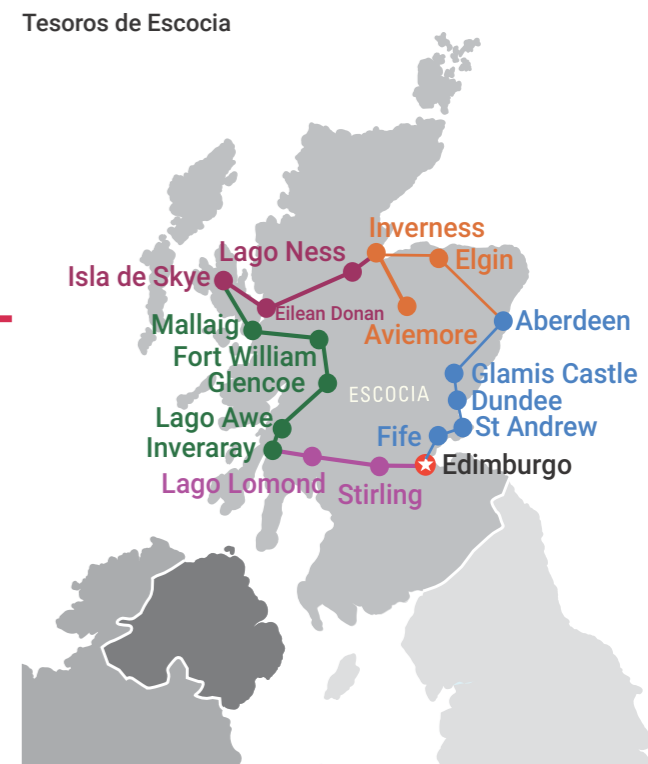 Tesoros de Escocia
Inverness
Lago Ness
Elgin
Isla de Skye
Eilean Donan
Mallaig
Aviemore
Aberdeen
Fort William
Glencoe
ESCOCIA
Glamis Castle
Dundee
Lago Awe
St Andrew
Fife
Inveraray
Edimburgo
Lago Lomond
Stirling